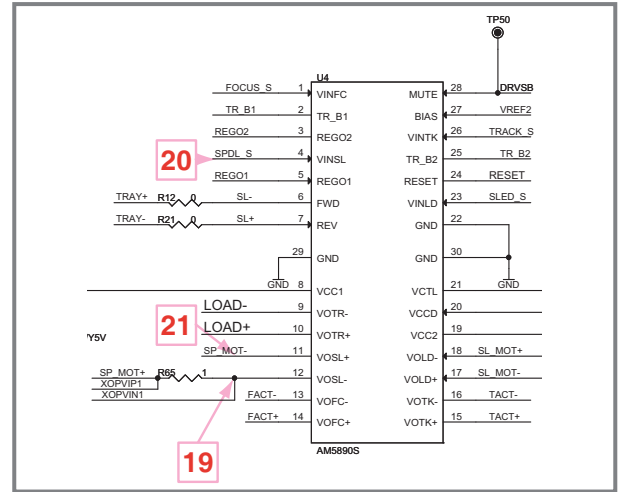 TP50
U4
FOCUS_S 1 VINFC MUTE 28 DRVSB
TR_B1 2 TR_B1 BIAS 27 VREF2
REGO2 3 REGO2 VINTK 26 TRACK_S
20 SPDL_S 4 VINSL TR_B2 25 TR_B2
REGO1 5 REGO1 RESET 24 RESET
TRAY+ R12 0 SL- 6 FWD VINLD 23 SLED_S
TRAY- R21 0 SL+ 7 REV GND 22
29 GND GND 30
GND 8 VCC1 VCTL 21 GND
LOAD- 9 VOTR- VCCD 20
LOAD+ 10 VOTR+ VCC2 19
21
/Y5V
SP_MOT- 11 VOSL+ VOLD- 18 SL_MOT+
SP_MOT+ R65 1 12 VOSL- VOLD+ 17 SL_MOT-
XOPVIP1
XOPVIN1 FACT- 13 VOFC- VOTK- 16 TACT-
FACT+ 14 VOFC+ VOTK+ 15 TACT+
19
AM5890S